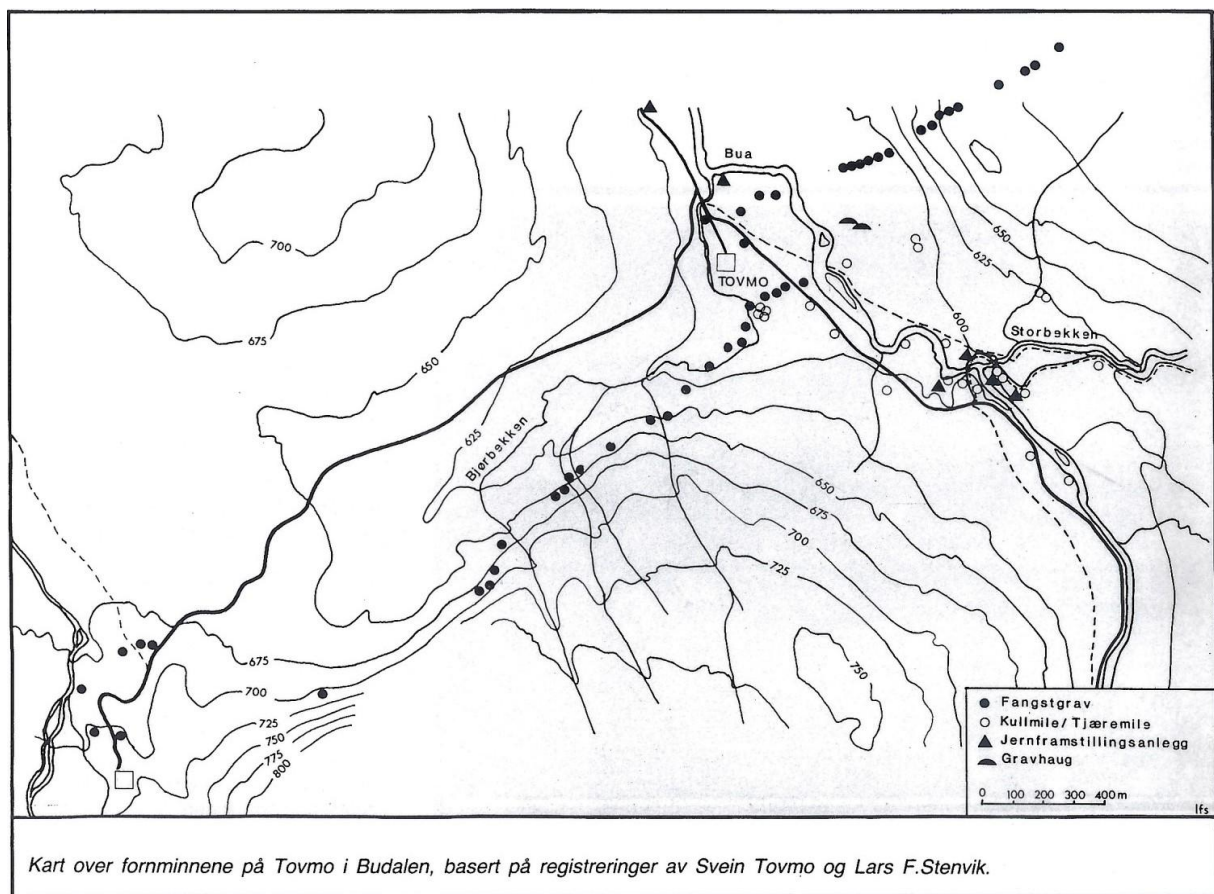 Bua
650
625
700
TOVMO
600
Storbekken
675
650
625
Bjørbekken
650
675
700
725
675
750
700
725
750
775
800
Fangstgrav
Kullmile/Tjæremile
Jernframstillingsanlegg
Gravhaug
0 100 200 300 400m
lfs
Kart over fornminnene på Tovmo i Budalen, basert på registreringer av Svein Tovmo og Lars F.Stenvik.